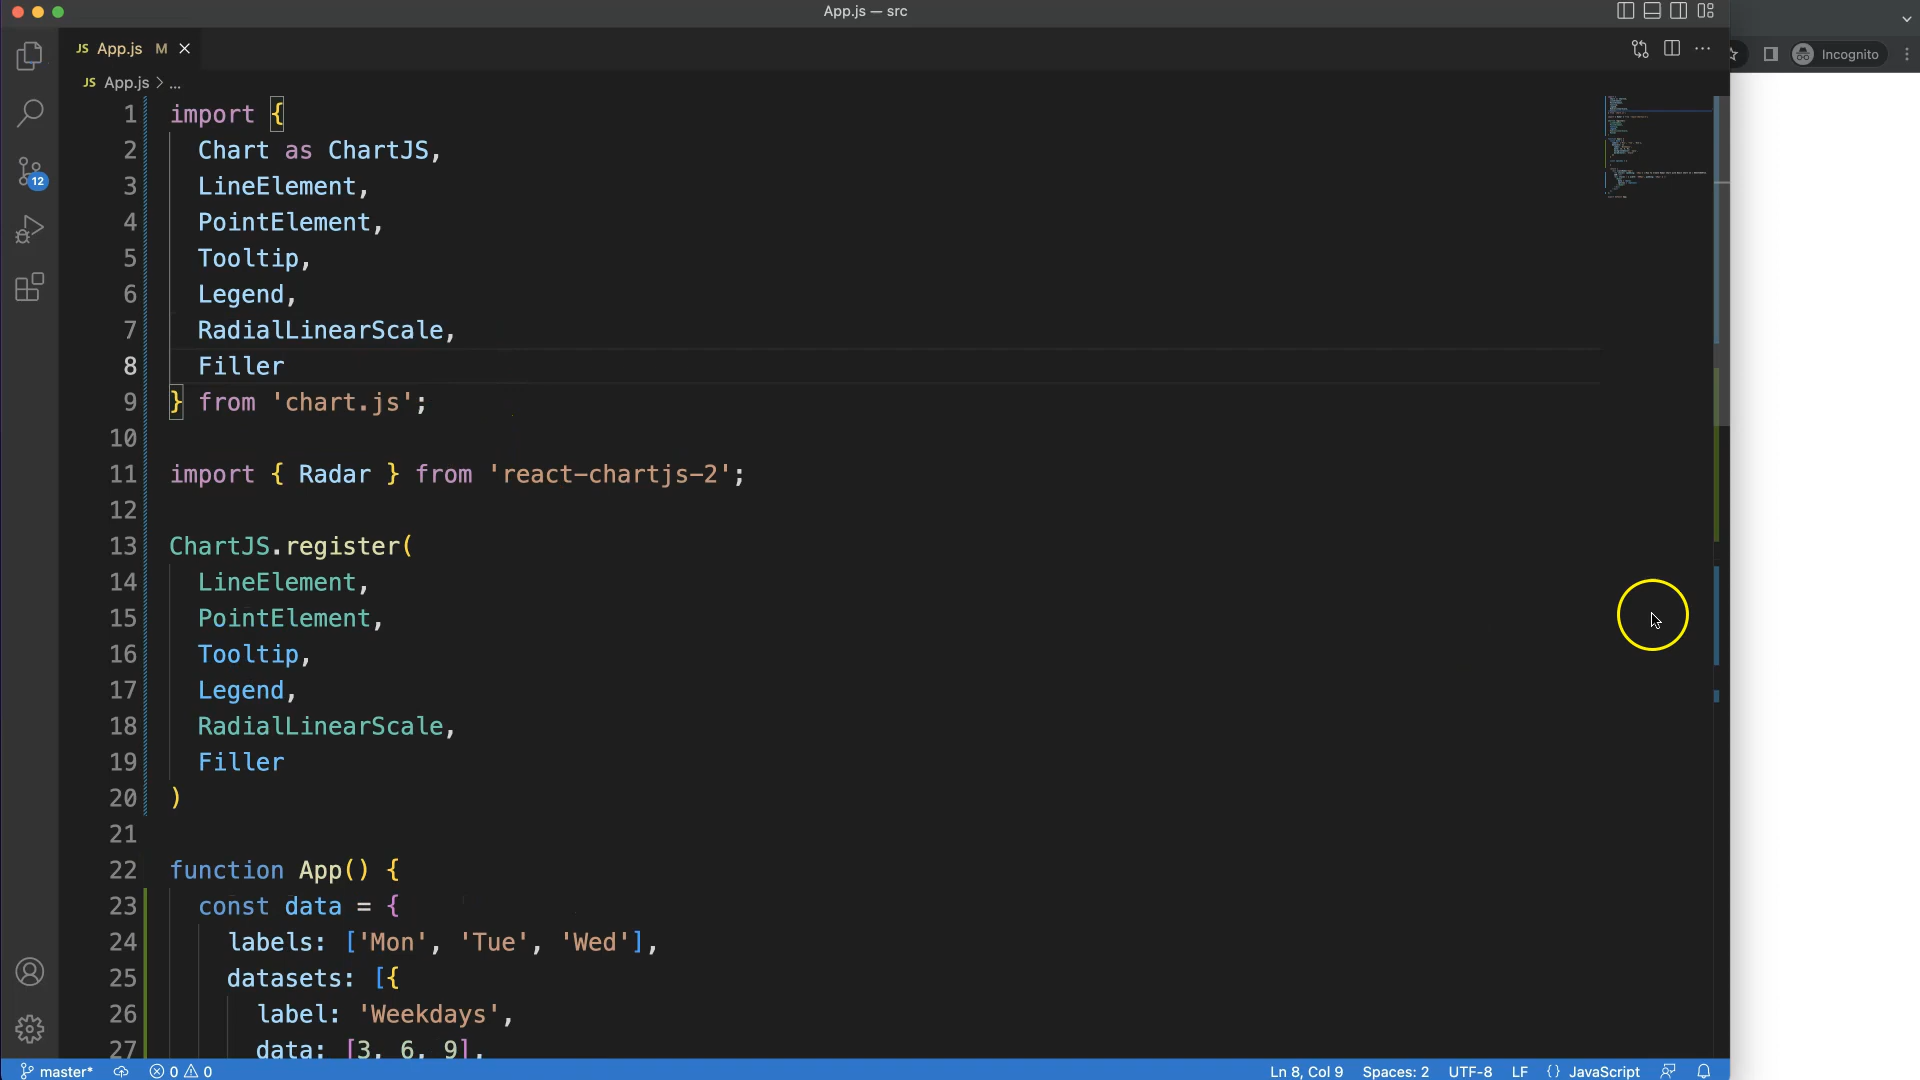 App.js — src
JS App.js M
JS App.js > ...
Incognito
1 import {
2 Chart as ChartJS,
3 LineElement,
4 PointElement,
5 Tooltip,
6 Legend,
7 RadialLinearScale,
8 Filler
9 } from 'chart.js';
10
11 import { Radar } from 'react-chartjs-2';
12
13 ChartJS.register(
14 LineElement,
15 PointElement,
16 Tooltip,
17 Legend,
18 RadialLinearScale,
19 Filler
20 )
21
22 function App() {
23 const data = {
24 labels: ['Mon', 'Tue', 'Wed'],
25 datasets: [{
26 label: 'Weekdays',
27 data: [3, 6, 9],
12
master* 0 0 Ln 8, Col 9 Spaces: 2 UTF-8 LF {} JavaScript